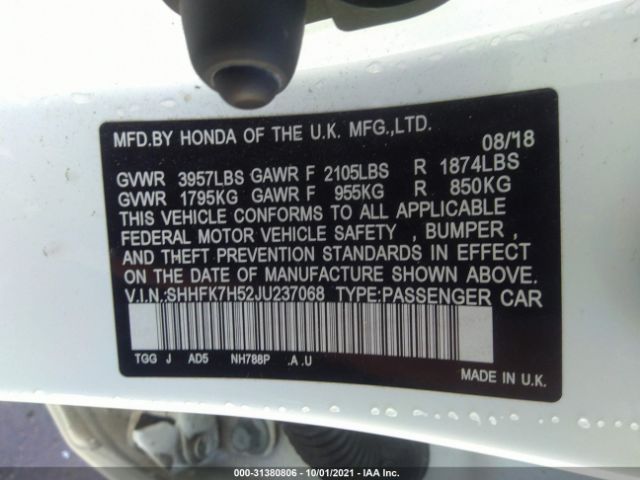 MFD.BY HONDA OF THE U.K. MFG.,LTD.
08/'18
GVWR 3957LBS GAWR F 2105LBS R 1874LBS
GVWR 1795KG GAWR F 955KG R 850KG
THIS VEHICLE CONFORMS TO ALL APPLICABLE
FEDERAL MOTOR VEHICLE SAFETY , BUMPER ,
AND THEFT PREVENTION STANDARDS IN EFFECT
ON THE DATE OF MANUFACTURE SHOWN ABOVE.
V.I.N.:SHHFK7H52JU237068 TYPE:PASSENGER CAR
TGG J AD5 NH788P .A .U
MADE IN U.K.
000-31380806 - 10/01/2021 - IAA Inc.